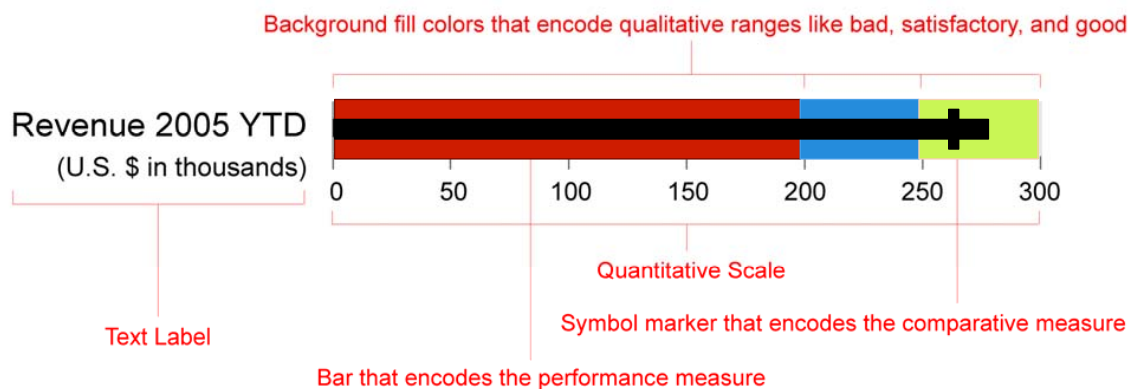 Background fill colors that encode qualitative ranges like bad, satisfactory, and good
Revenue 2005 YTD
(U.S. $ in thousands)
0 50 100 150 200 250 300
Quantitative Scale
Text Label
Symbol marker that encodes the comparative measure
Bar that encodes the performance measure